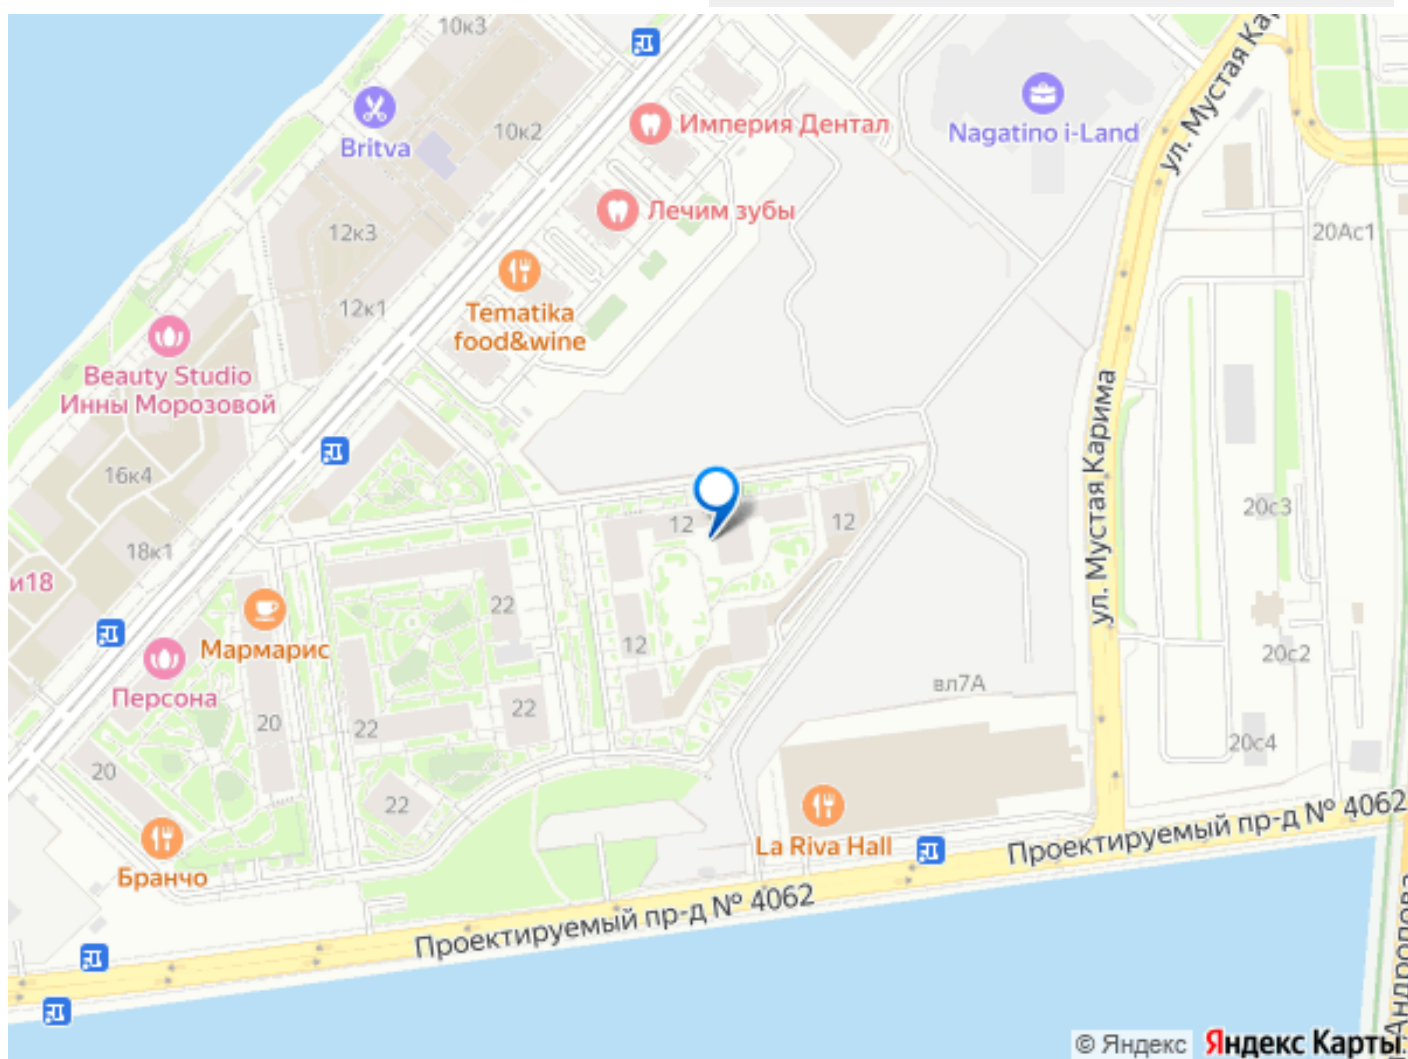 10к3
ул. Мустая Кар
Britva
10к2
Империя Дентал
Nagatino i-Land
Лечим зубы
12к3
20Ас1
12к1
Tematika
food&wine
Beauty Studio
Инны Морозовой
16к4
ул. Мустая Карима
12
12
20с3
18к1
и18
22
Мармарис
12
20с2
Персона
вл7А
20
22
22
20с4
20
22
La Riva Hall
Проектируемый пр-д № 4062
Бранчо
Проектируемый пр-д № 4062
Андропова
© Яндекс
Яндекс Карты